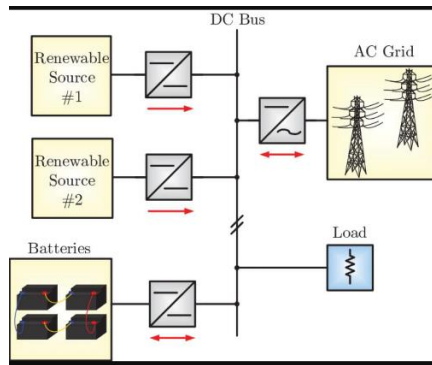 DC Bus
Renewable
Source
#1
AC Grid
Renewable
Source
#2
Batteries
Load